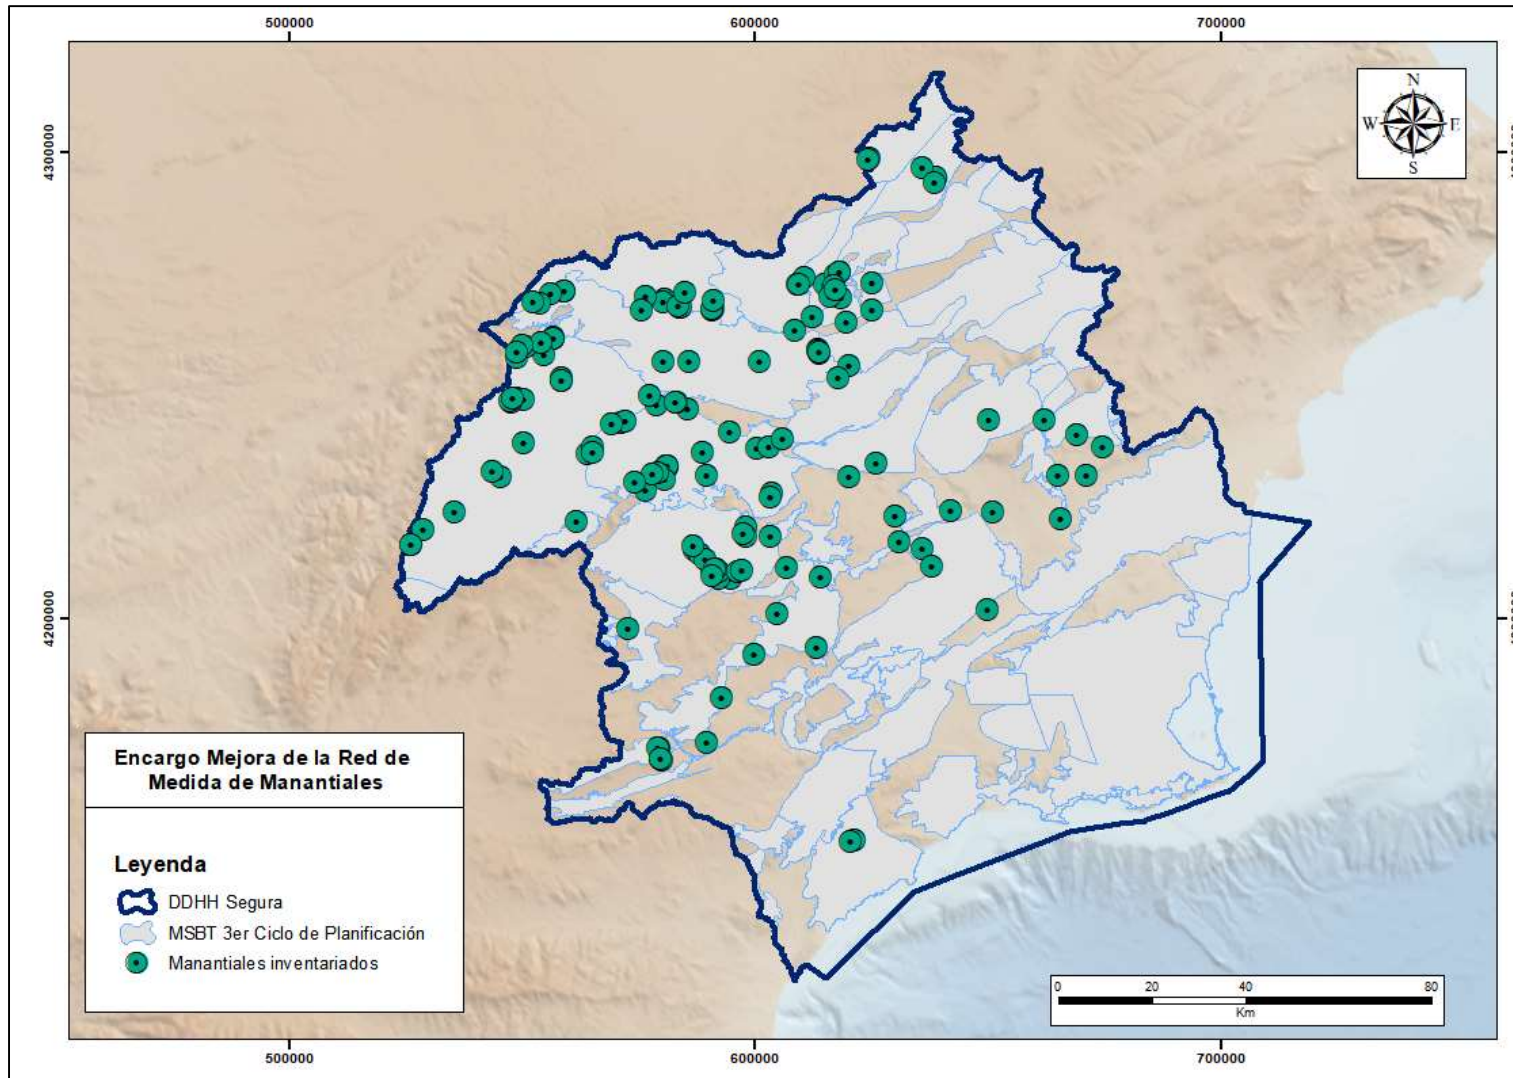 500000 600000 700000
N
W E
S
4300000
4200000
Encargo Mejora de la Red de
Medida de Manantiales
Leyenda
DDHH Segura
MSBT 3er Ciclo de Planificación
Manantiales inventariados
0 20 40 80
Km
500000 600000 700000